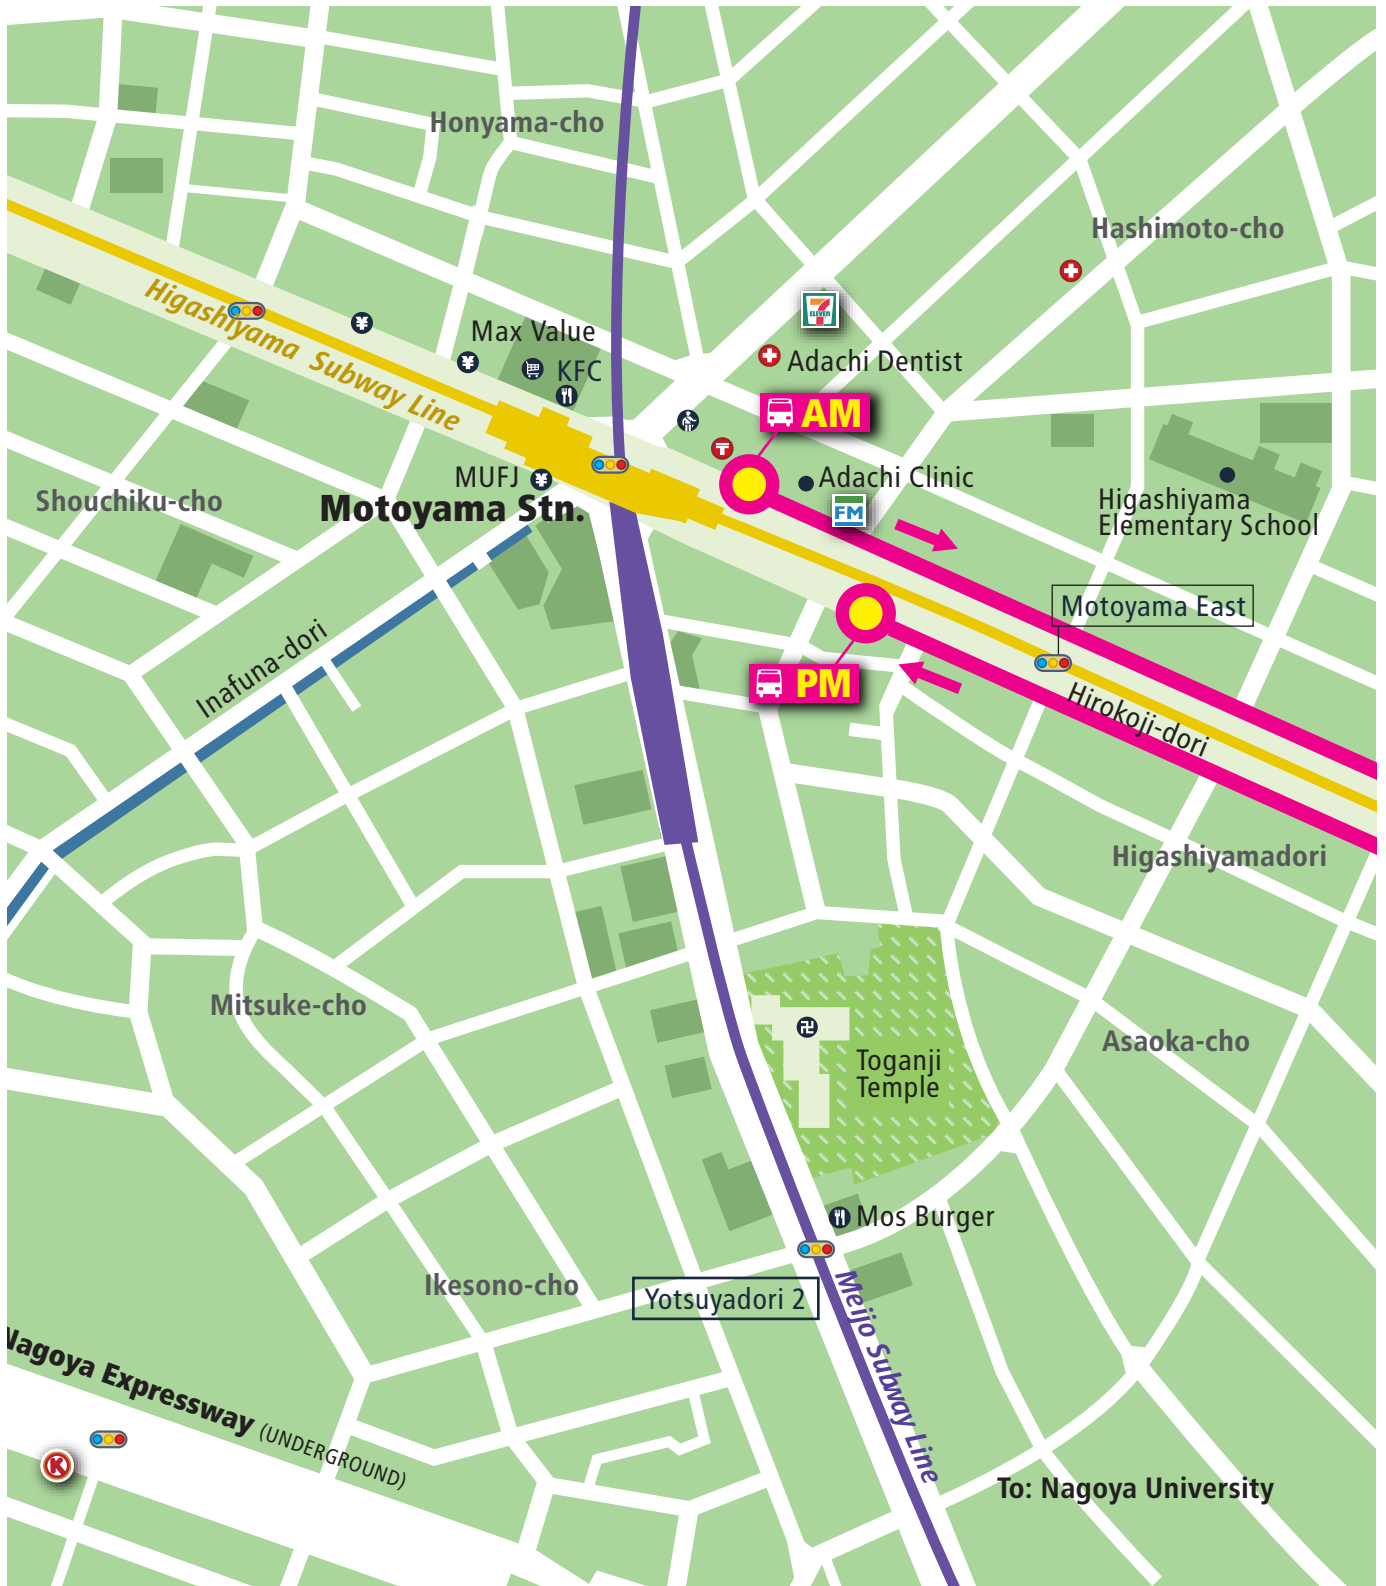 Honyama-cho
Hashimoto-cho
Higashiyama Subway Line
7
ELEVEN
Max Value
KFC
Adachi Dentist
AM
MUFJ
Adachi Clinic
Motoyama Stn.
FM
Shouchiku-cho
Higashiyama
Elementary School
Motoyama East
PM
Inafuna-dori
Hirokoji-dori
Higashiyamadori
Mitsuke-cho
Asaoka-cho
Toganji
Temple
Mos Burger
Ikesono-cho
Yotsuyadori 2
Meijo Subway Line
Nagoya Expressway (UNDERGROUND)
K
To: Nagoya University